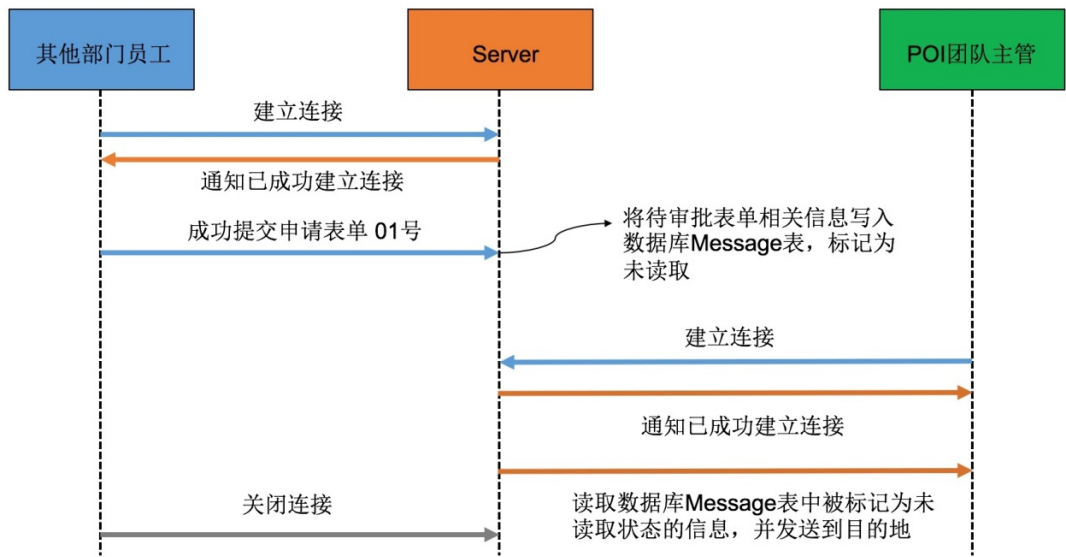 其他部门员工
Server
POI团队主管
建立连接
通知已成功建立连接
成功提交申请表单 01号
将待审批表单相关信息写入
数据库Message表，标记为
未读取
建立连接
通知已成功建立连接
关闭连接
读取数据库Message表中被标记为未
读取状态的信息，并发送到目的地